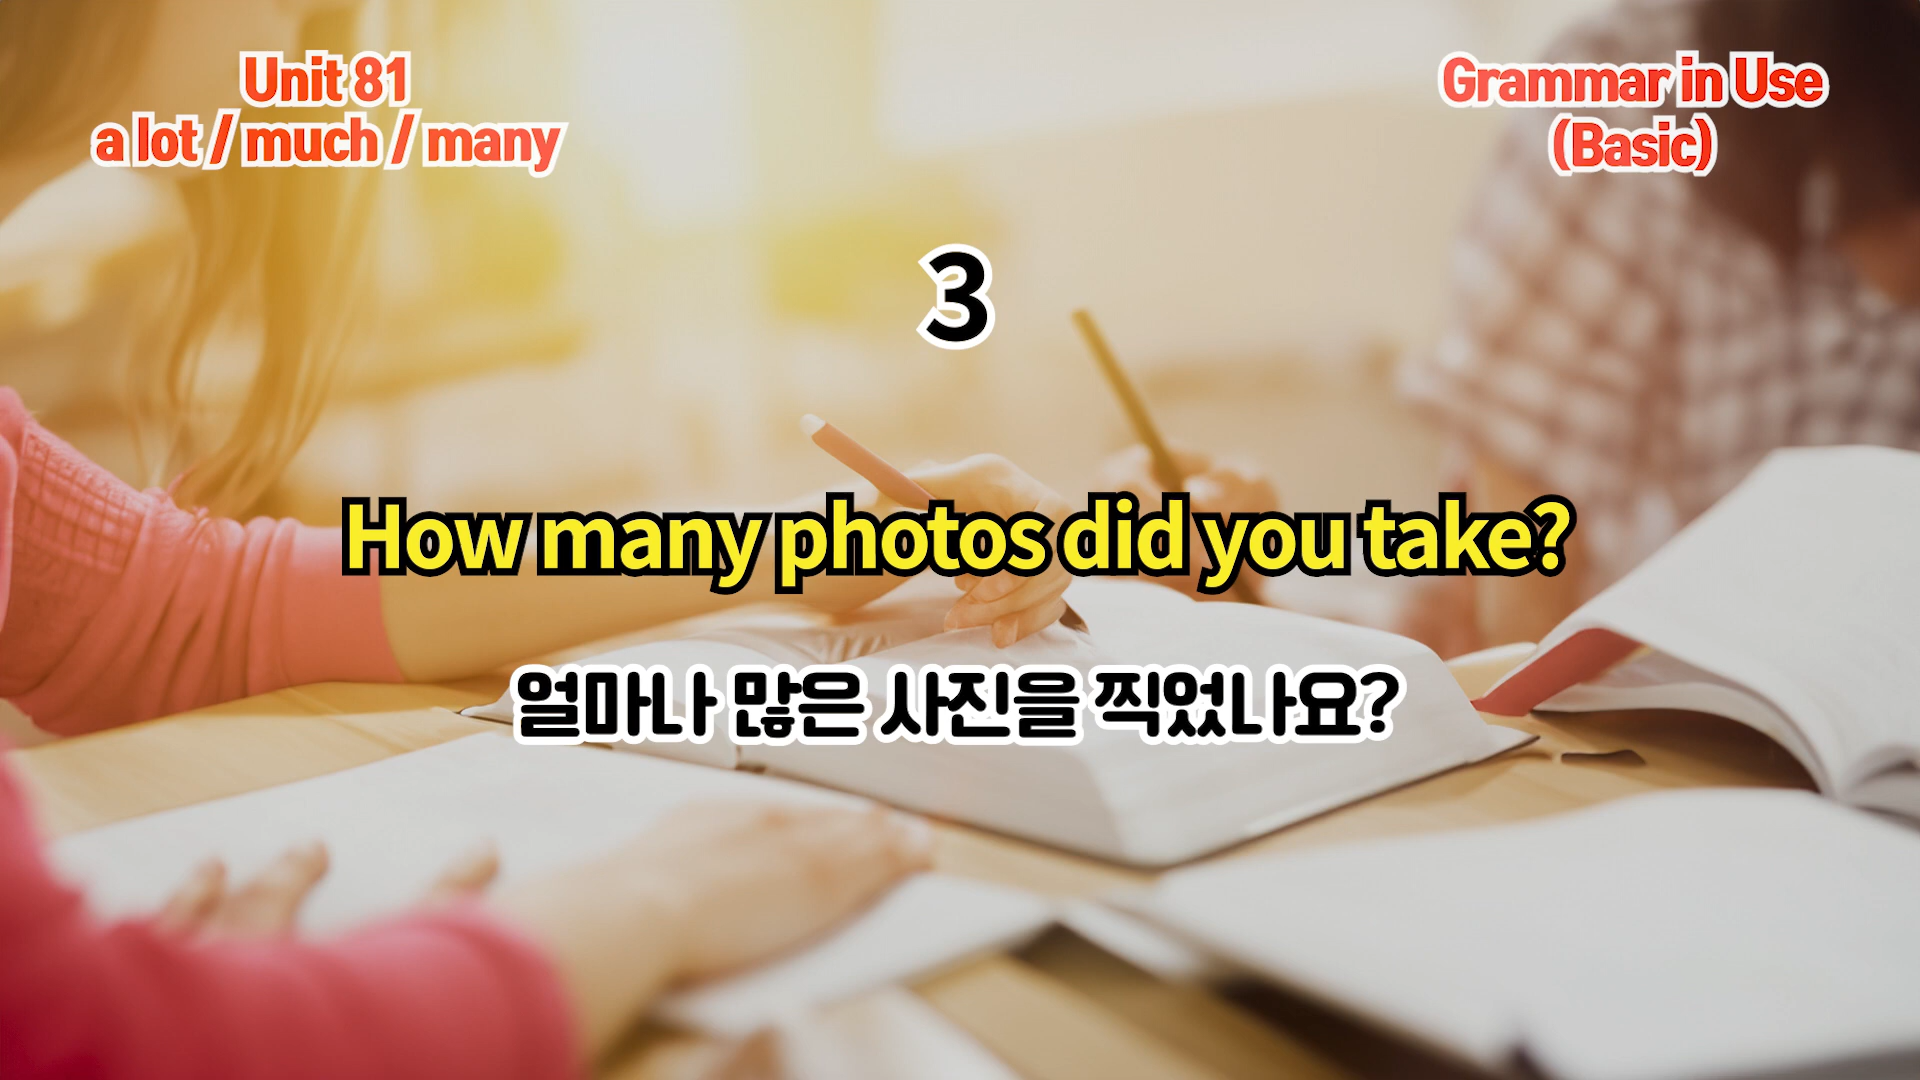 Unit 81
a lot / much / many
Grammar in Use
(Basic)
3
How many photos did you take?
얼마나 많은 사진을 찍었나요?